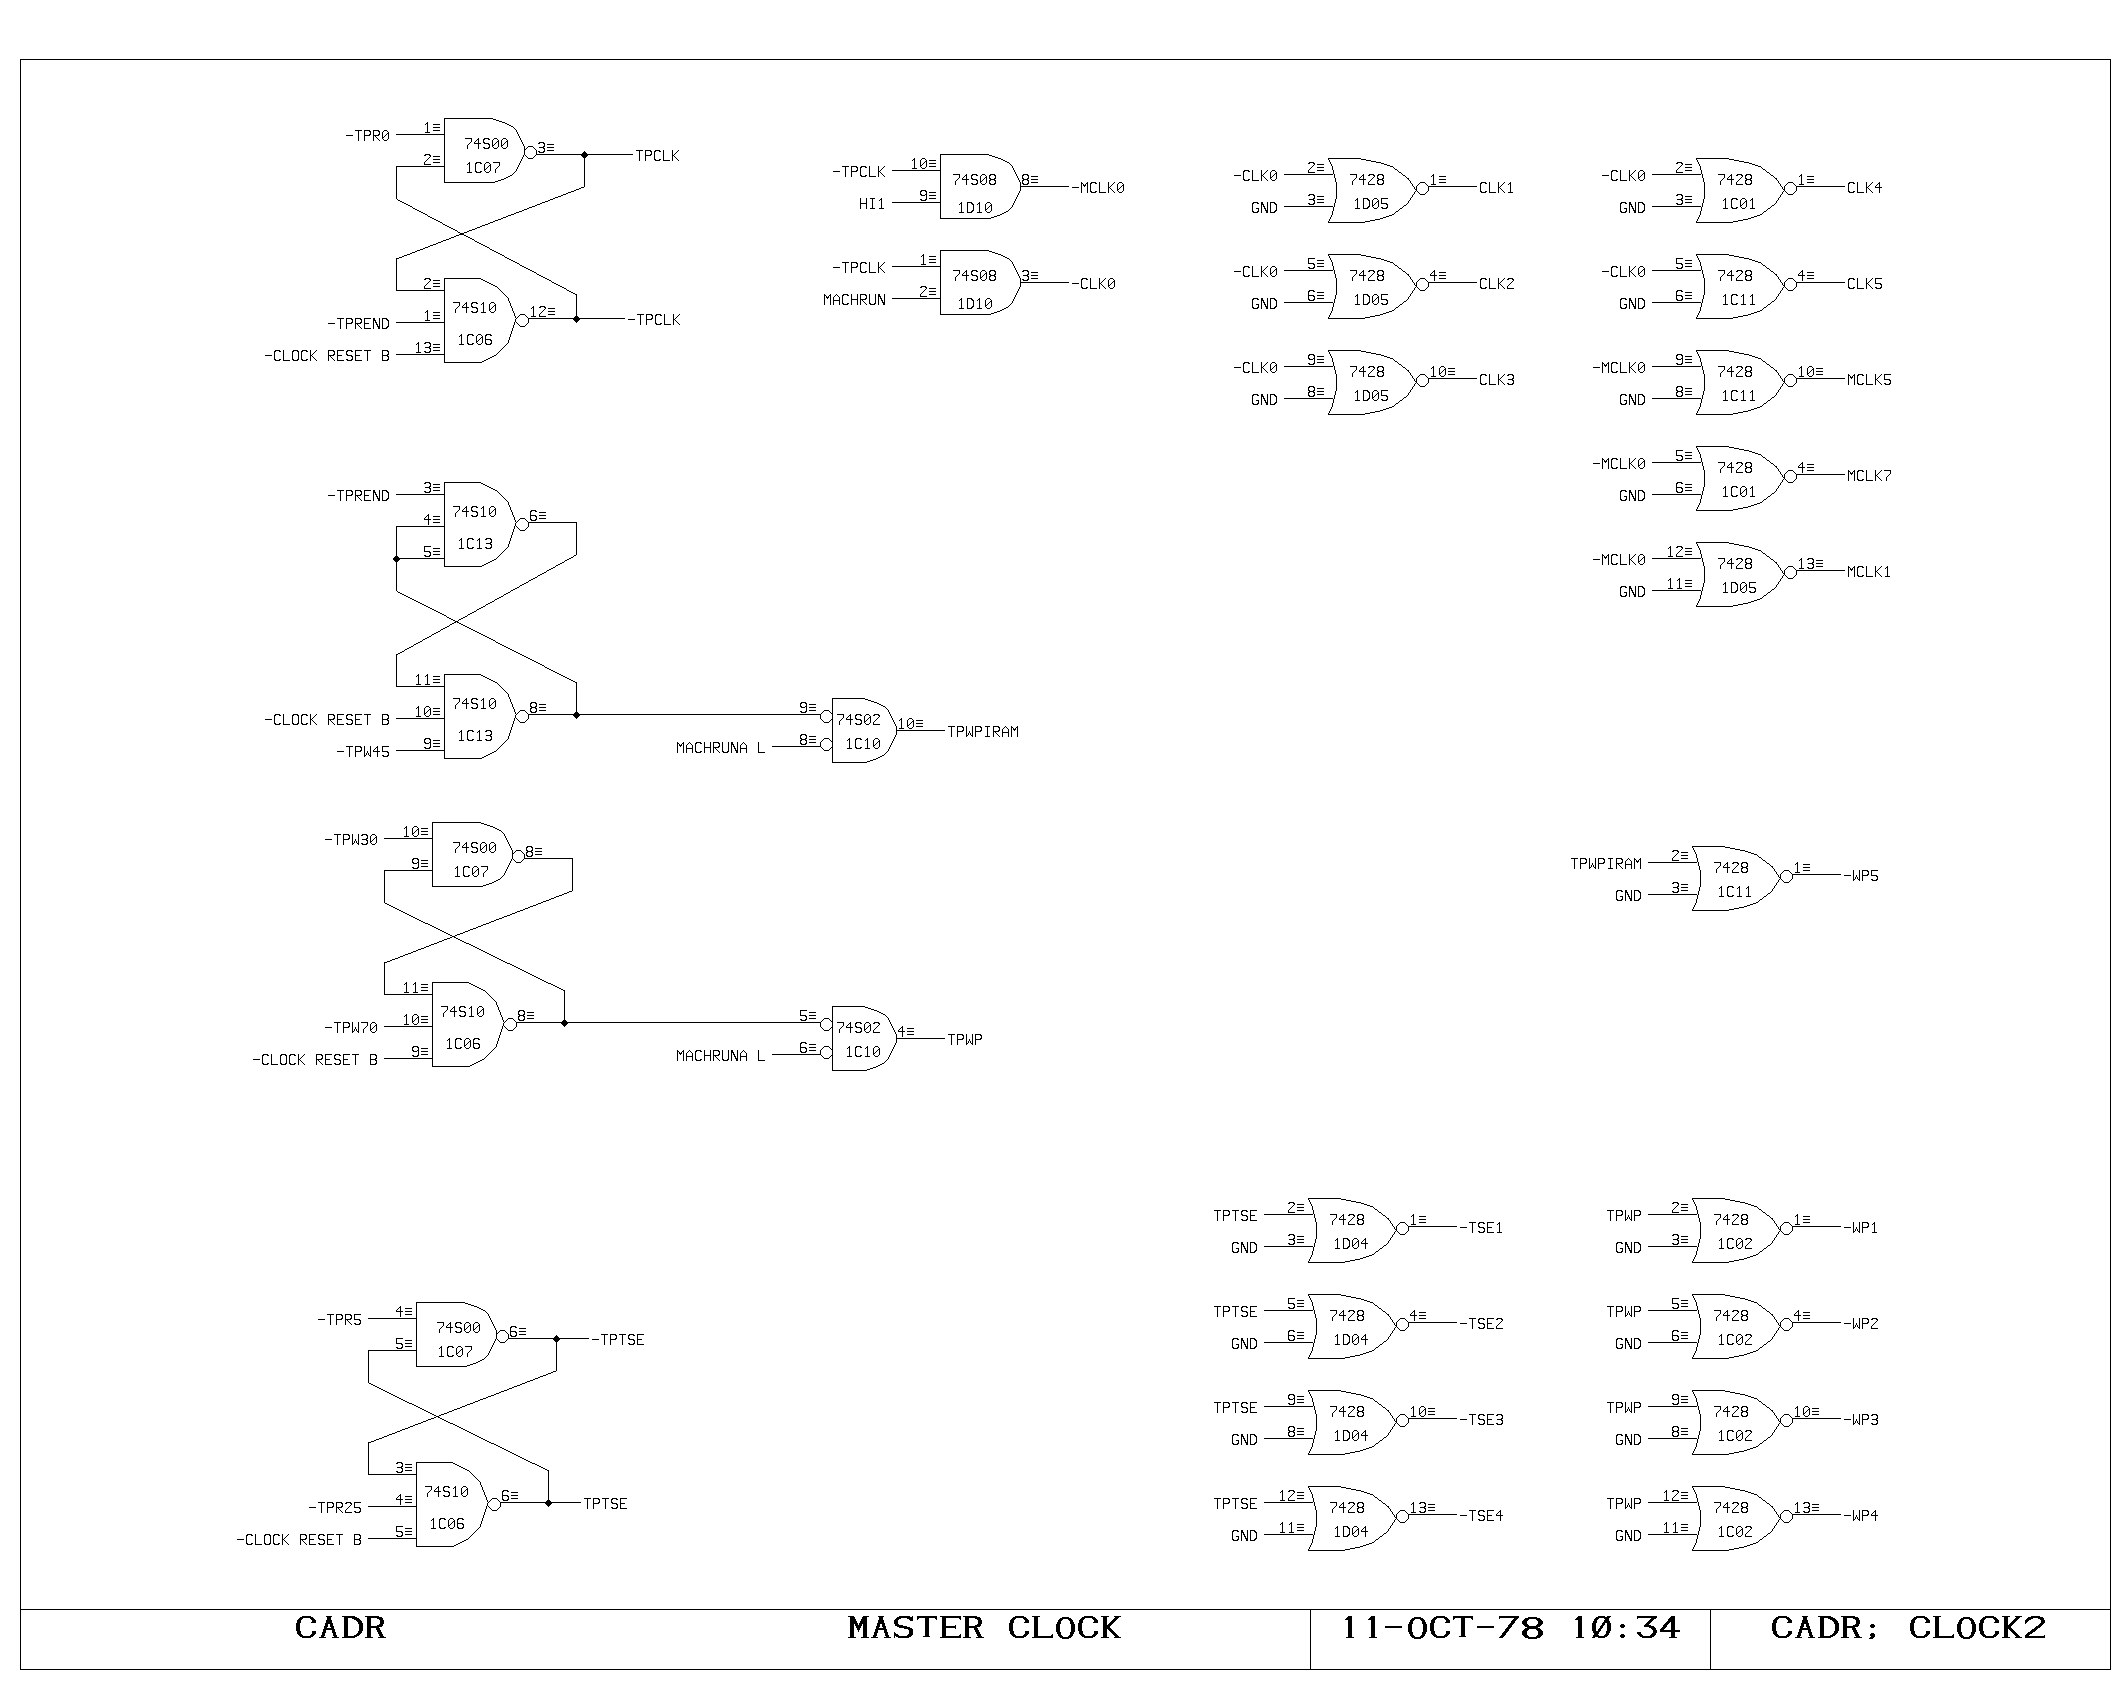 -TPR0 1≡ 74S00 3≡ TPCLK
2≡ 1C07
2≡ 74S10 12≡ -TPCLK
-TPREND 1≡ 1C06
-CLOCK RESET B 13≡
-TPCLK 10≡ 74S08 8≡ -MCLK0
HI1 9≡ 1D10
-TPCLK 1≡ 74S08 3≡ -CLK0
MACHRUN 2≡ 1D10
-CLK0 2≡ 7428 1≡ CLK1
GND 3≡ 1D05
-CLK0 5≡ 7428 4≡ CLK2
GND 6≡ 1D05
-CLK0 9≡ 7428 10≡ CLK3
GND 8≡ 1D05
-CLK0 2≡ 7428 1≡ CLK4
GND 3≡ 1C01
-CLK0 5≡ 7428 4≡ CLK5
GND 6≡ 1C11
-MCLK0 9≡ 7428 10≡ MCLK5
GND 8≡ 1C11
-MCLK0 5≡ 7428 4≡ MCLK7
GND 6≡ 1C01
-MCLK0 12≡ 7428 13≡ MCLK1
GND 11≡ 1D05
-TPREND 3≡ 74S10 6≡
4≡
5≡ 1C13
11≡ 74S10 8≡
-CLOCK RESET B 10≡ 1C13
-TPW45 9≡
9≡ 74S02 10≡ TPWPIRAM
MACHRUNA L 8≡ 1C10
-TPW30 10≡ 74S00 8≡
9≡ 1C07
11≡ 74S10 8≡
-TPW70 10≡ 1C06
-CLOCK RESET B 9≡
5≡ 74S02 4≡ TPWP
MACHRUNA L 6≡ 1C10
TPWPIRAM 2≡ 7428 1≡ -WP5
GND 3≡ 1C11
-TPR5 4≡ 74S00 6≡ -TPTSE
5≡ 1C07
3≡ 74S10 6≡ TPTSE
-TPR25 4≡ 1C06
-CLOCK RESET B 5≡
TPTSE 2≡ 7428 1≡ -TSE1
GND 3≡ 1D04
TPTSE 5≡ 7428 4≡ -TSE2
GND 6≡ 1D04
TPTSE 9≡ 7428 10≡ -TSE3
GND 8≡ 1D04
TPTSE 12≡ 7428 13≡ -TSE4
GND 11≡ 1D04
TPWP 2≡ 7428 1≡ -WP1
GND 3≡ 1C02
TPWP 5≡ 7428 4≡ -WP2
GND 6≡ 1C02
TPWP 9≡ 7428 10≡ -WP3
GND 8≡ 1C02
TPWP 12≡ 7428 13≡ -WP4
GND 11≡ 1C02
CADR MASTER CLOCK 11-OCT-78 10:34 CADR; CLOCK2